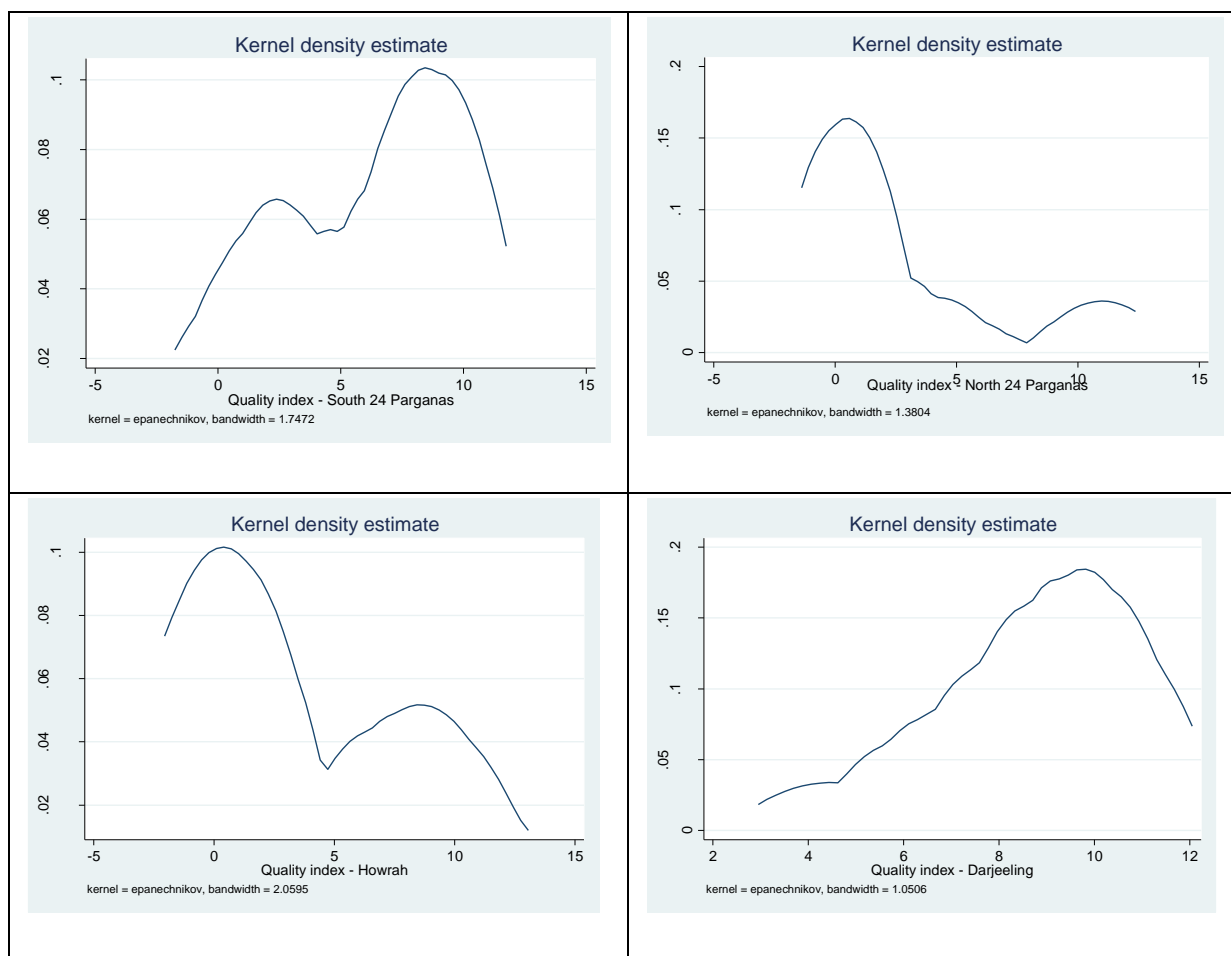 Kernel density estimate
.1
.08
.06
.04
.02
-5 0 5 10 15
Quality index - South 24 Parganas
kernel = epanechnikov, bandwidth = 1.7472
Kernel density estimate
.2
.15
.1
.05
0
-5 0 5 10 15
Quality index - North 24 Parganas
kernel = epanechnikov, bandwidth = 1.3804
Kernel density estimate
.1
.08
.06
.04
.02
-5 0 5 10 15
Quality index - Howrah
kernel = epanechnikov, bandwidth = 2.0595
Kernel density estimate
.2
.15
.1
.05
0
2 4 6 8 10 12
Quality index - Darjeeling
kernel = epanechnikov, bandwidth = 1.0506